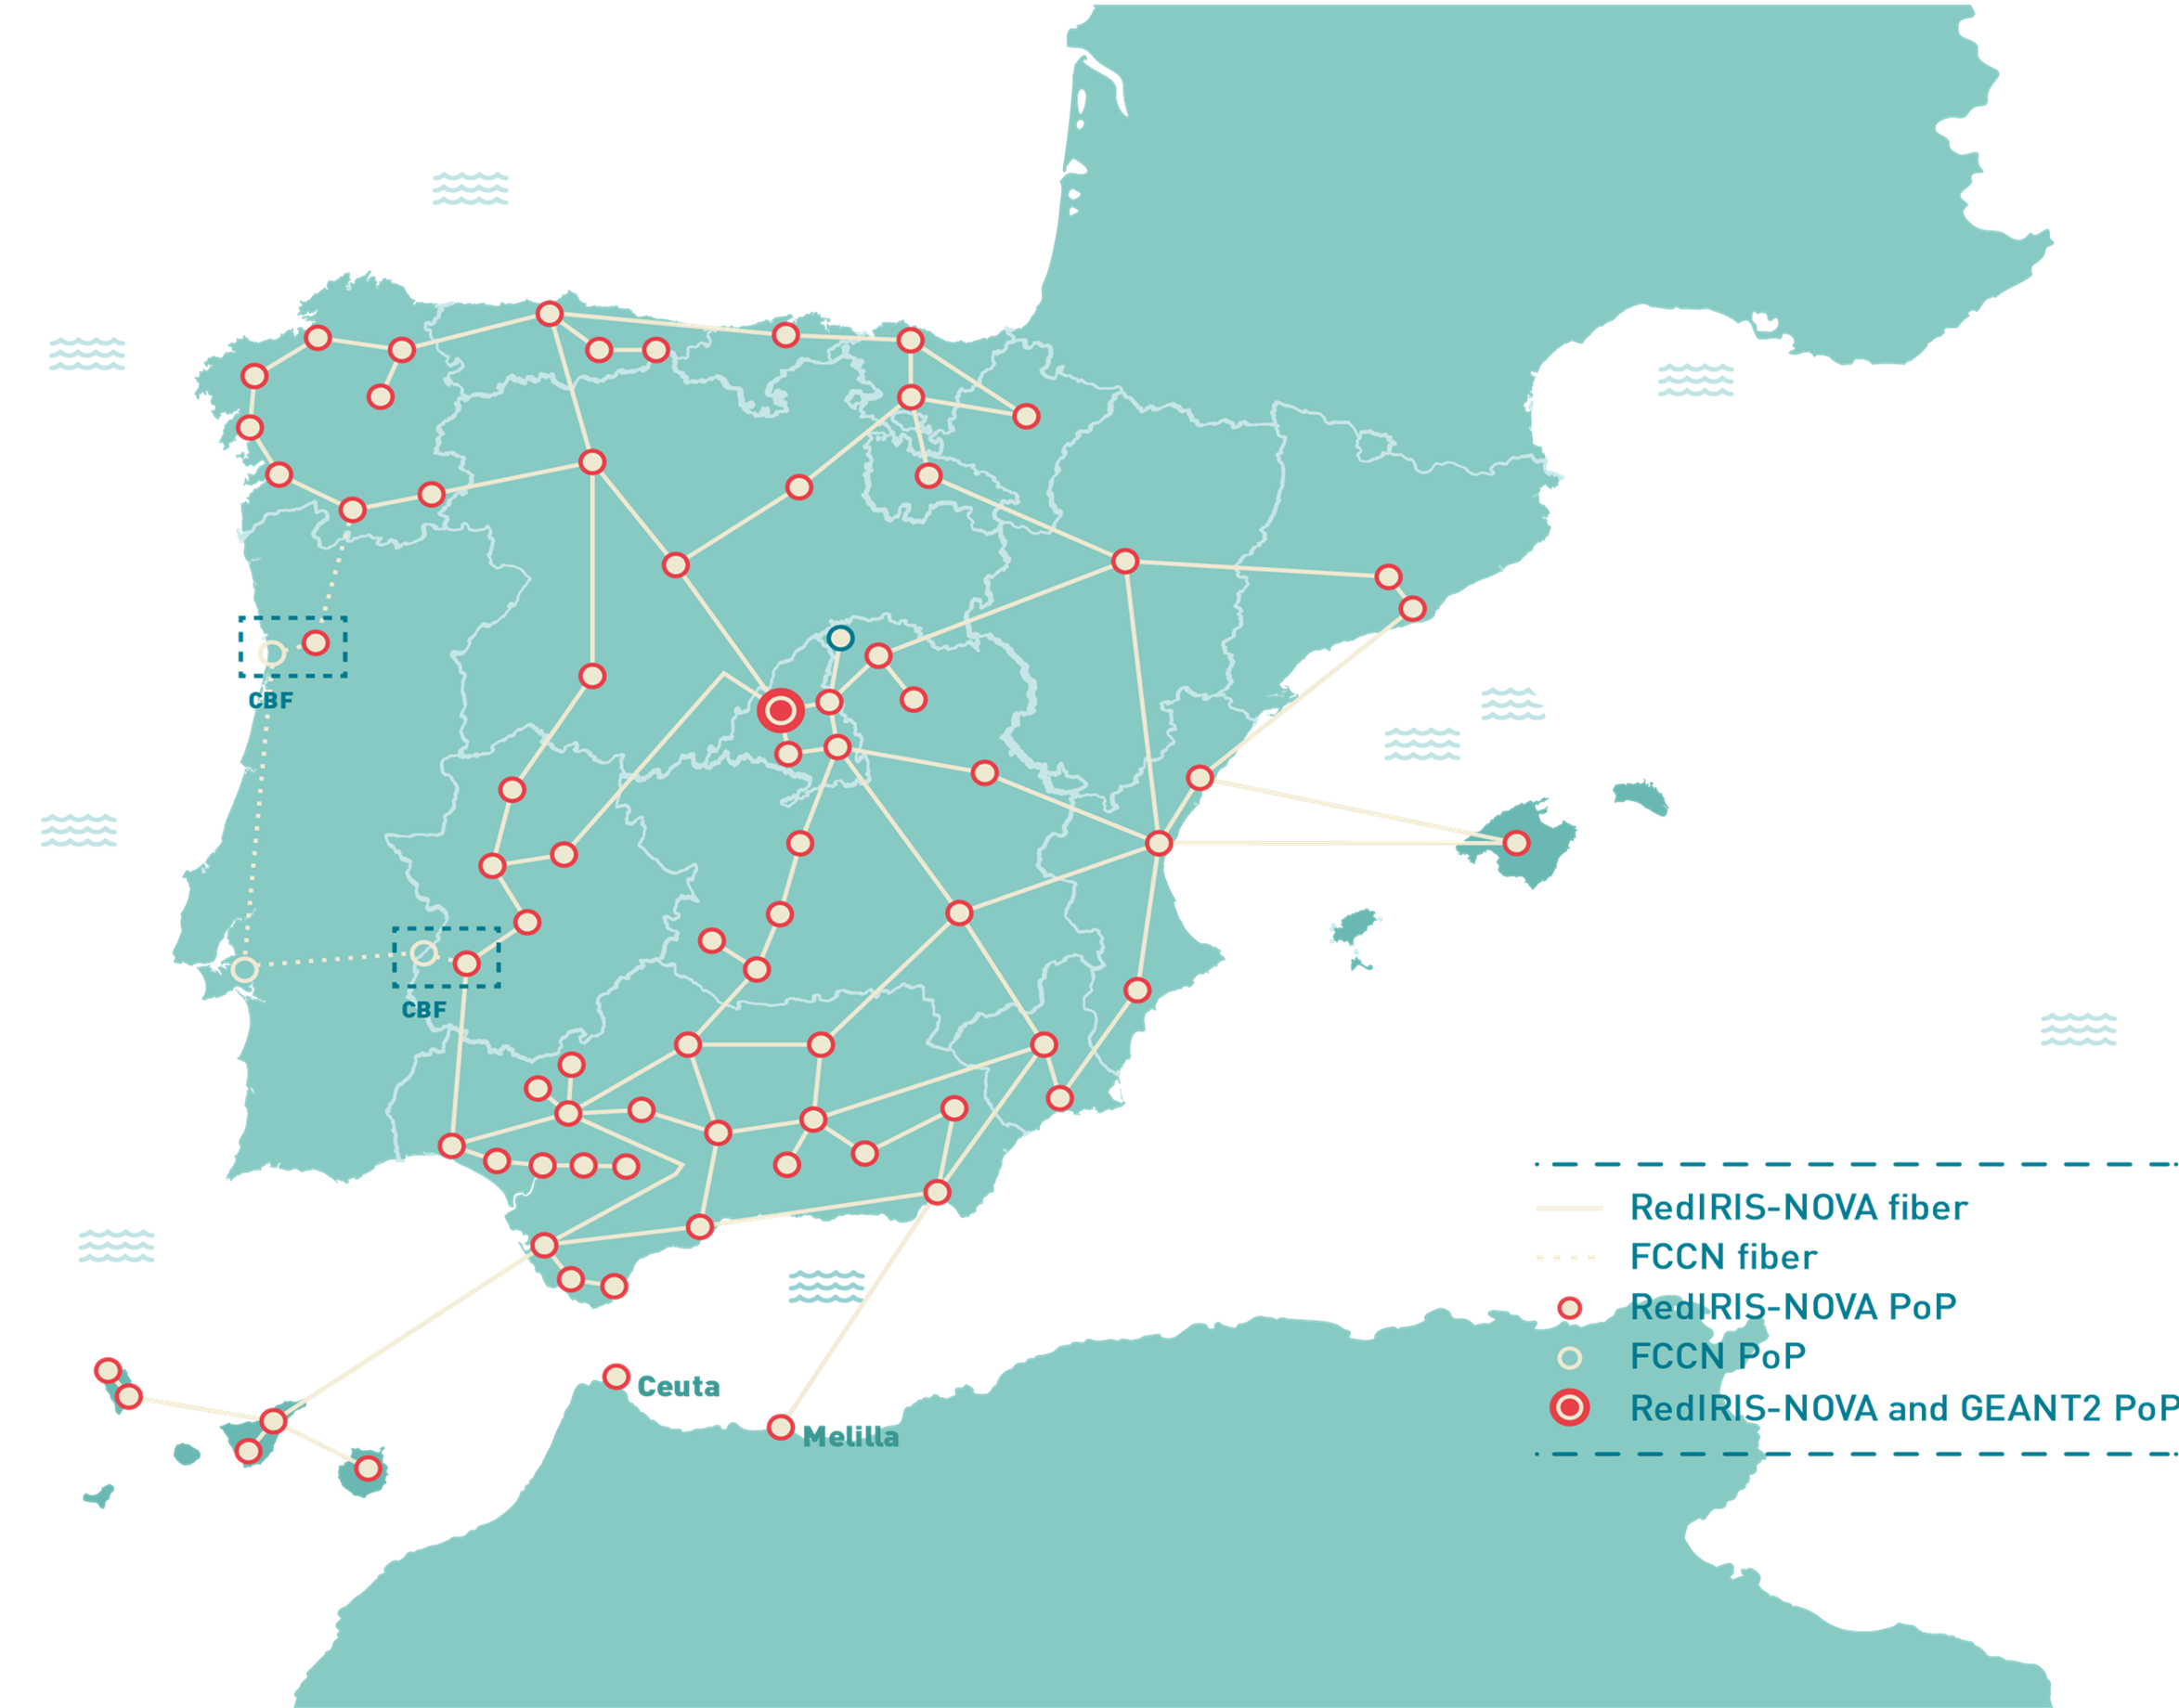 CBF
CBF
RedIRIS-NOVA fiber
FCCN fiber
RedIRIS-NOVA PoP
FCCN PoP
Ceuta
RedIRIS-NOVA and GEANT2 PoP
Melilla